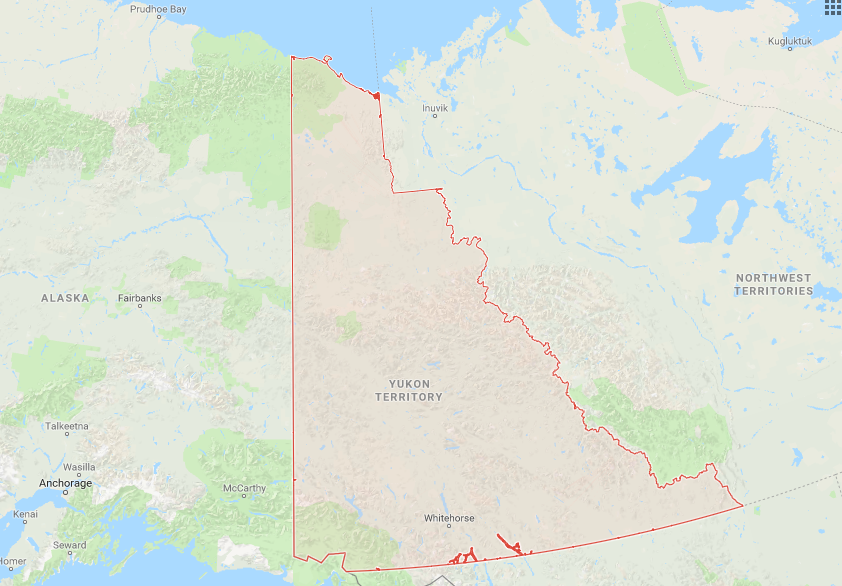 Prudhoe Bay
Kugluktuk
Inuvik
NORTHWEST
TERRITORIES
ALASKA
Fairbanks
YUKON
TERRITORY
Talkeetna
Wasilla
Anchorage
McCarthy
Whitehorse
Kenai
Seward
Homer